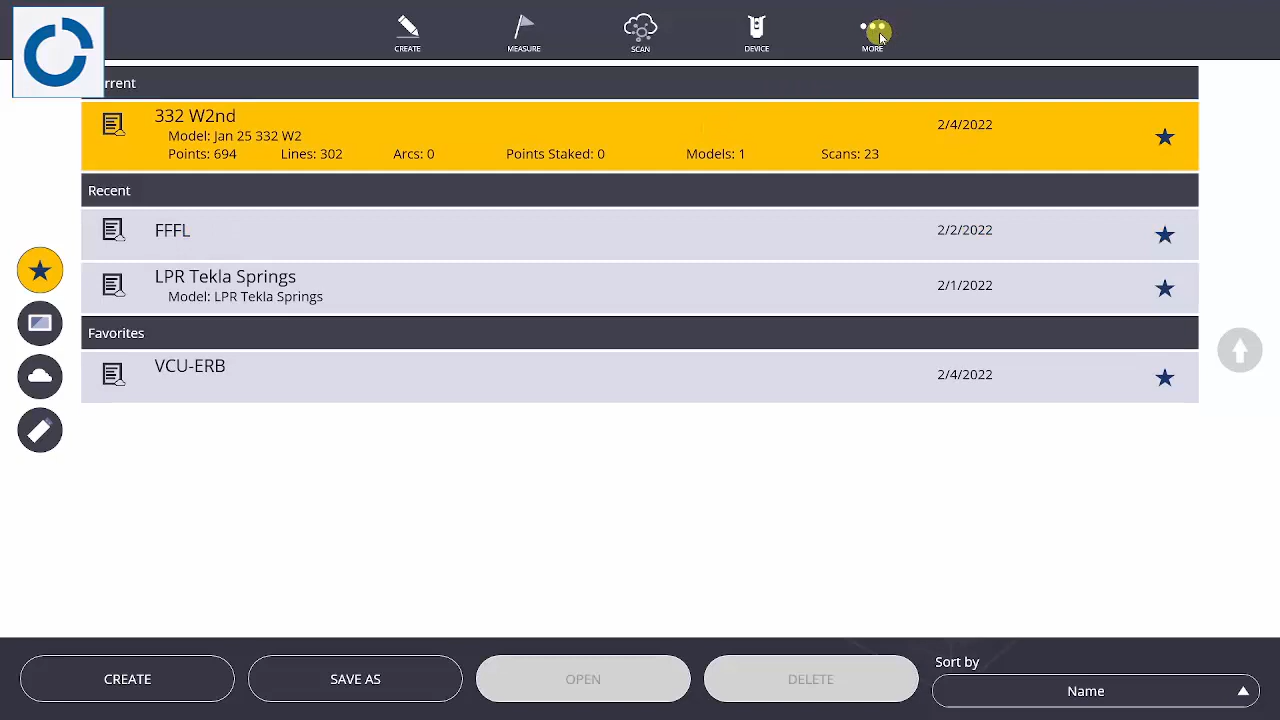 CREATE
MEASURE
SCAN
DEVICE
MORE
rrent
332 W2nd
2/4/2022
Model: Jan 25 332 W2
Points: 694 Lines: 302 Arcs: 0 Points Staked: 0 Models: 1 Scans: 23
Recent
FFFL
2/2/2022
LPR Tekla Springs
2/1/2022
Model: LPR Tekla Springs
Favorites
VCU-ERB
2/4/2022
Sort by
CREATE
SAVE AS
OPEN
DELETE
Name